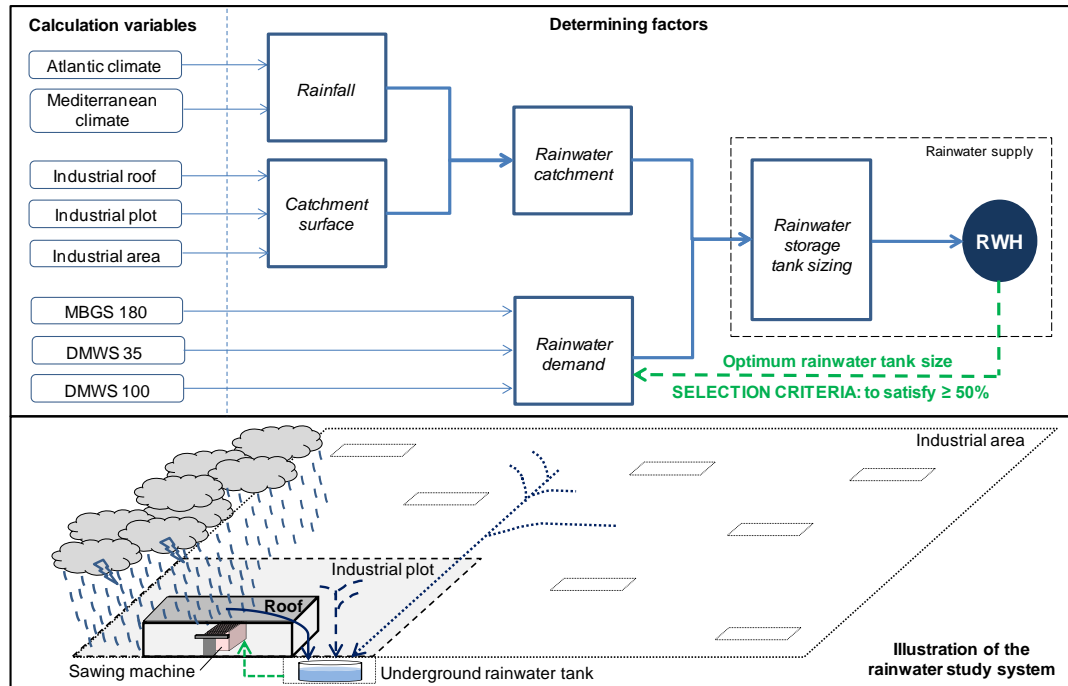 Calculation variables
Determining factors
Atlantic climate
Mediterranean
climate
Rainfall
Industrial roof
Industrial plot
Industrial area
Catchment
surface
Rainwater
catchment
MBGS 180
DMWS 35
DMWS 100
Rainwater
demand
Rainwater supply
Rainwater
storage
tank sizing
RWH
Optimum rainwater tank size
SELECTION CRITERIA: to satisfy ≥ 50%
Industrial area
Industrial plot
Roof
Sawing machine
Underground rainwater tank
Illustration of the
rainwater study system